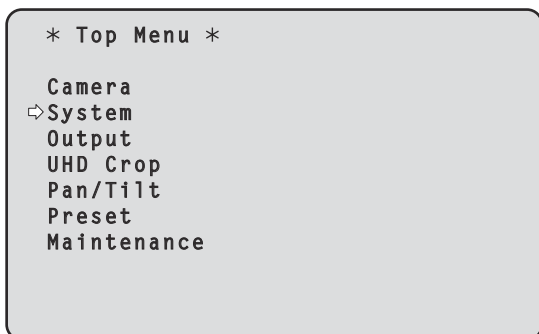 * Top Menu *
Camera
⇨System
Output
UHD Crop
Pan/Tilt
Preset
Maintenance